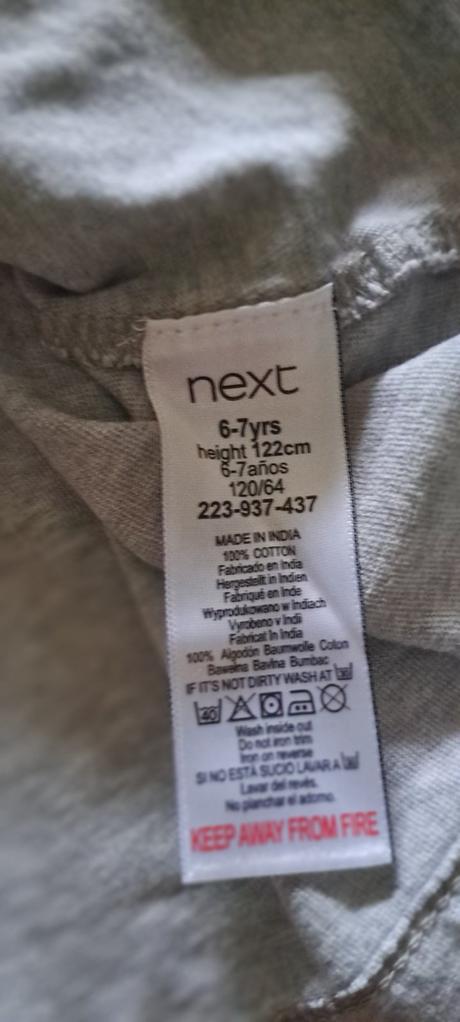 next
6-7yrs
height 122cm
6-7años
120/64
223-937-437
MADE IN INDIA
100% COTTON
Fabricado en India
Hergestellt in Indien
Fabriqué en Inde
Wyprodukowano w Indiach
Vyrobeno v Indii
Fabricat în India
100% Algodón Baumwolle Coton
Bawełna Bavlna Bumbac
IF IT'S NOT DIRTY WASH AT
40
Wash inside out
Do not iron trim
Iron on reverse
SI NO ESTÁ SUCIO LAVAR A
Lavar del revés.
No planchar el adorno.
KEEP AWAY FROM FIRE